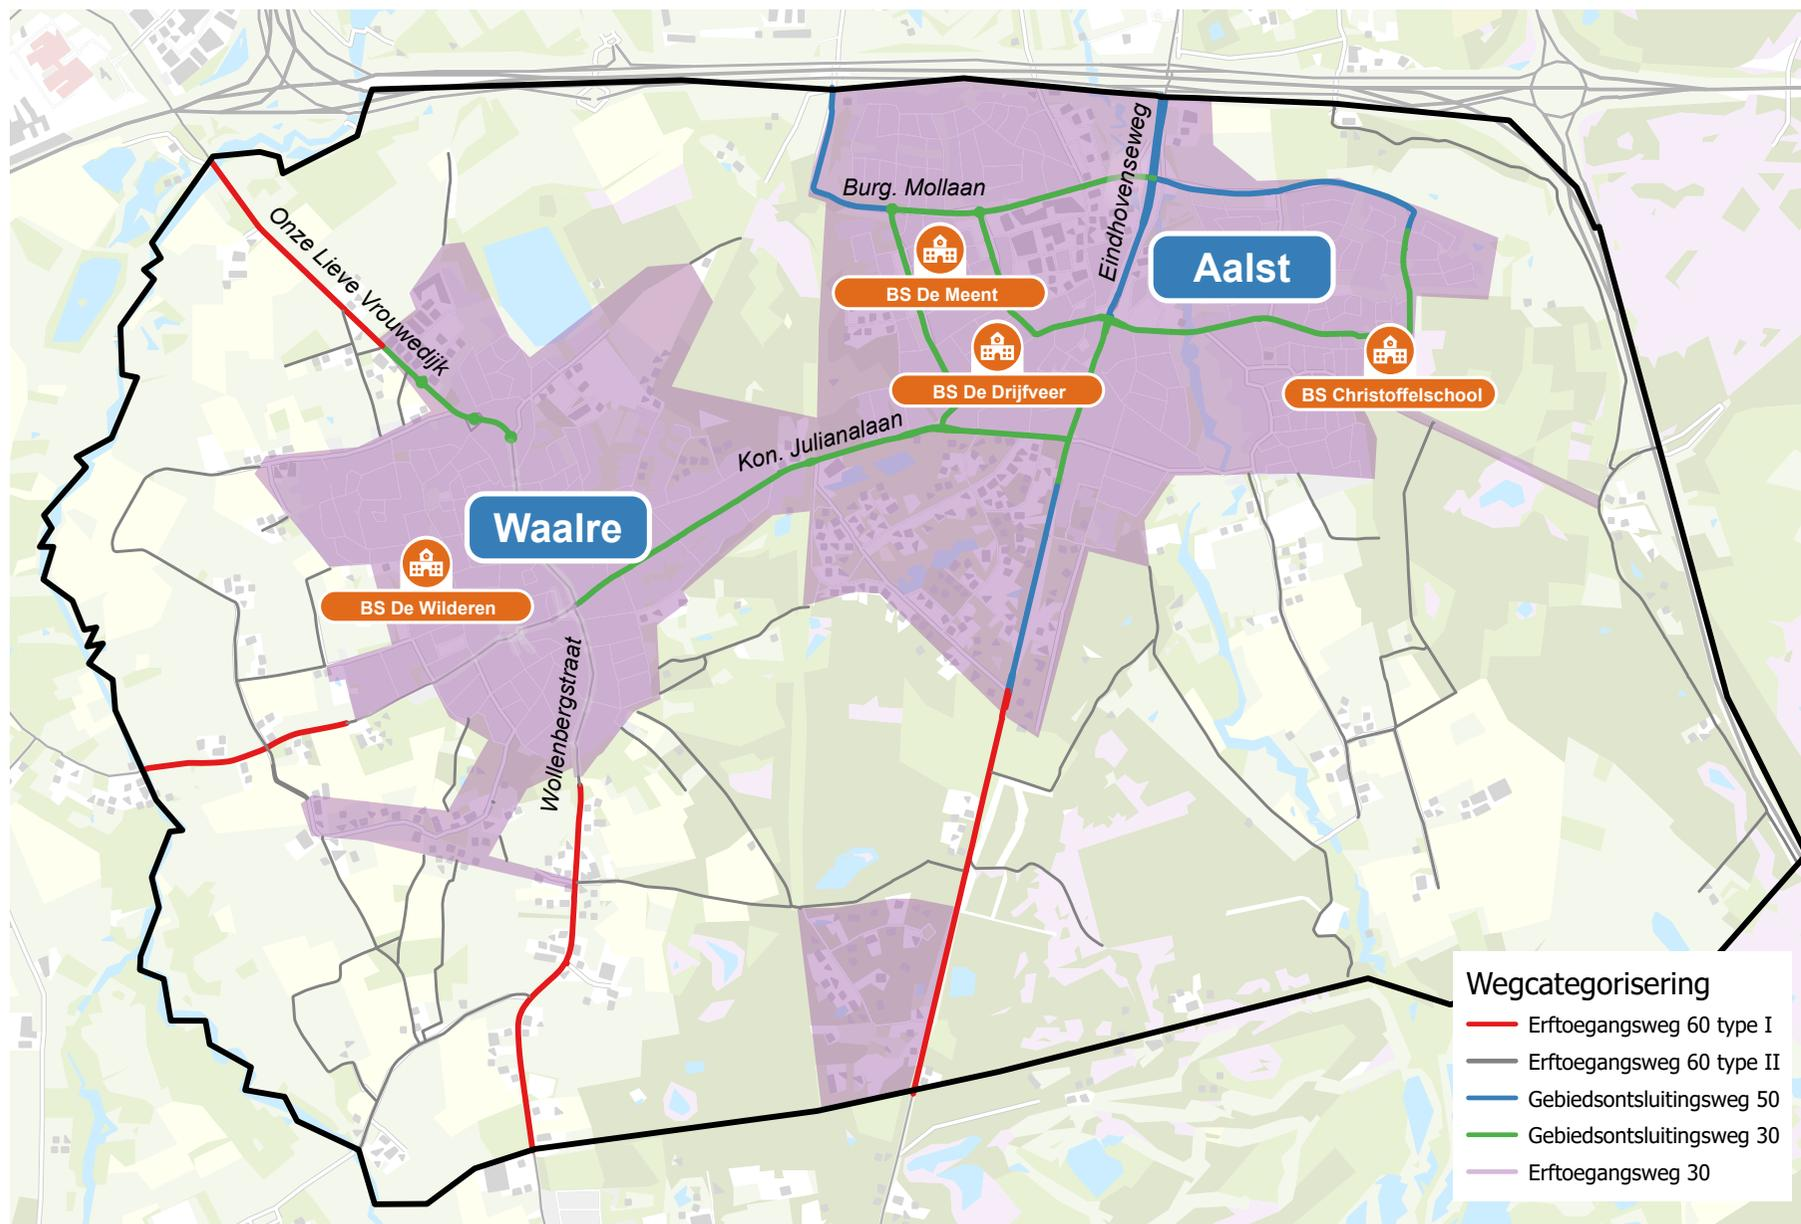 Eindhovenseweg
Burg. Mollaan
Onze Lieve Vrouwedijk
Aalst
BS De Meent
BS De Drijfveer
BS Christoffelschool
Kon. Julianalaan
Waalre
BS De Wilderen
Wollenbergstraat
Wegcategorisering
Erftoegangsweg 60 type I
Erftoegangsweg 60 type II
Gebiedsontsluitingsweg 50
Gebiedsontsluitingsweg 30
Erftoegangsweg 30